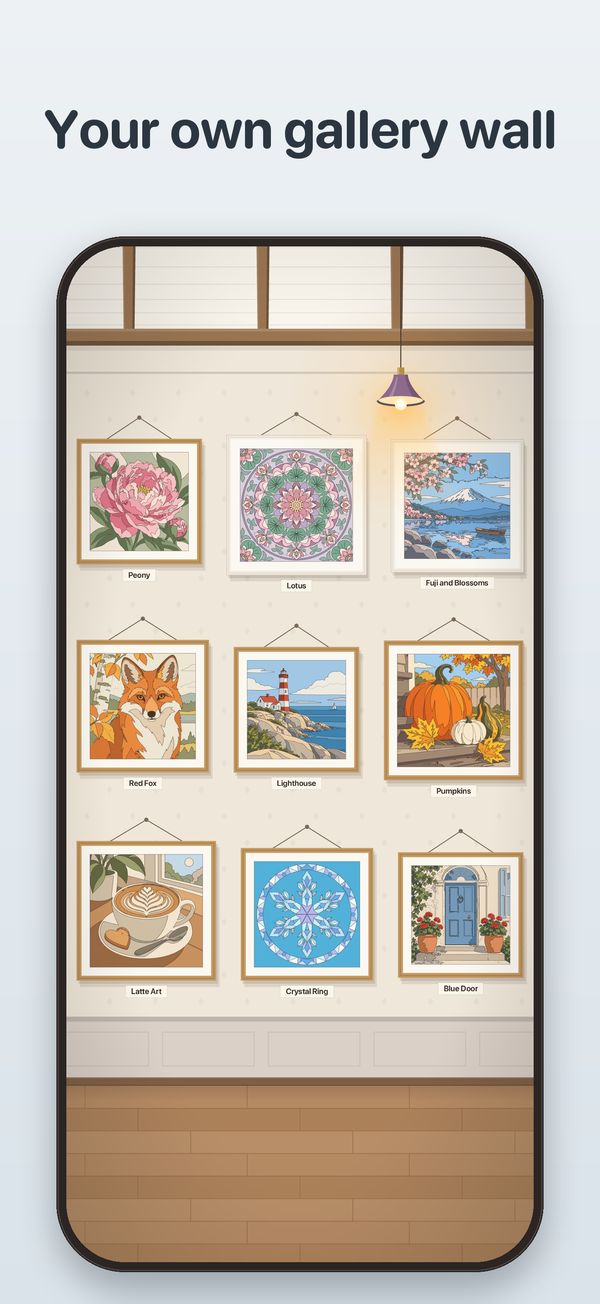 Your own gallery wall
Peony
Lotus
Fuji and Blossoms
Red Fox
Lighthouse
Pumpkins
Latte Art
Crystal Ring
Blue Door